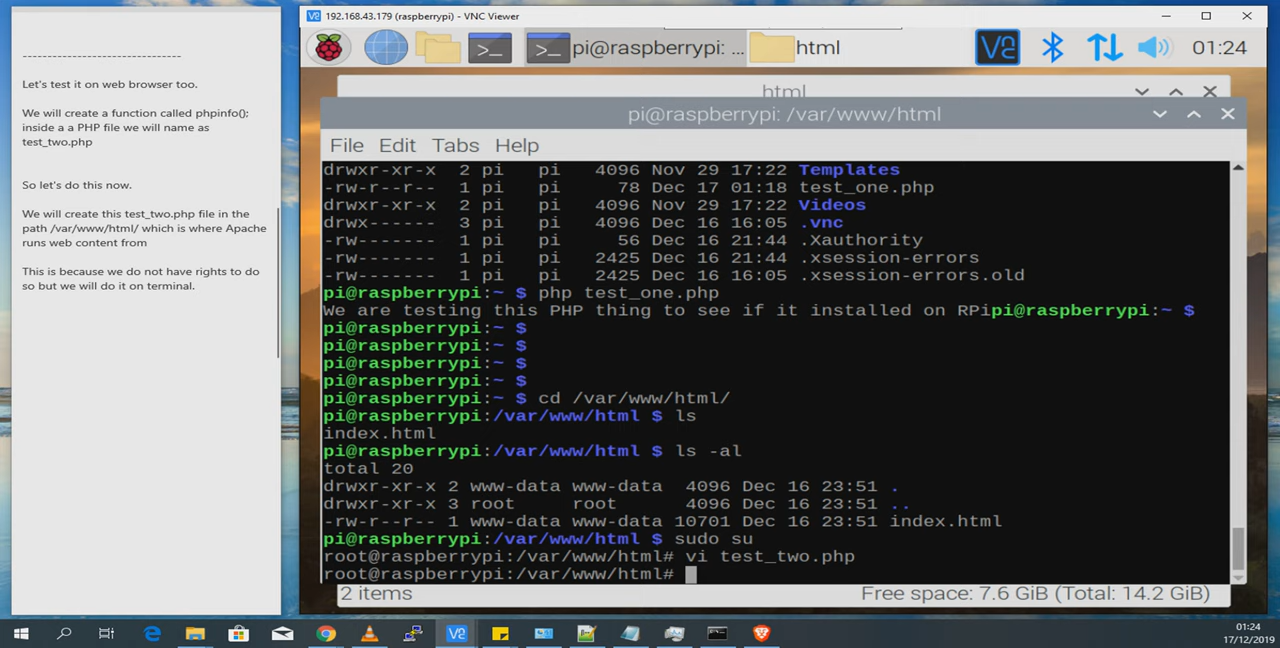 --------------------------------
Let's test it on web browser too.
We will create a function called phpinfo();
inside a a PHP file we will name as
test_two.php
So let's do this now.
We will create this test_two.php file in the
path /var/www/html/ which is where Apache
runs web content from
This is because we do not have rights to do
so but we will do it on terminal.
192.168.43.179 (raspberrypi) - VNC Viewer
pi@raspberrypi: ... html 01:24
html
pi@raspberrypi: /var/www/html
File Edit Tabs Help
drwxr-xr-x 2 pi pi 4096 Nov 29 17:22 Templates
-rw-r--r-- 1 pi pi 78 Dec 17 01:18 test_one.php
drwxr-xr-x 2 pi pi 4096 Nov 29 17:22 Videos
drwx------ 3 pi pi 4096 Dec 16 16:05 .vnc
-rw------- 1 pi pi 56 Dec 16 21:44 .Xauthority
-rw------- 1 pi pi 2425 Dec 16 21:44 .xsession-errors
-rw------- 1 pi pi 2425 Dec 16 16:05 .xsession-errors.old
pi@raspberrypi:~ $ php test_one.php
We are testing this PHP thing to see if it installed on RPipi@raspberrypi:~ $
pi@raspberrypi:~ $
pi@raspberrypi:~ $
pi@raspberrypi:~ $
pi@raspberrypi:~ $
pi@raspberrypi:~ $ cd /var/www/html/
pi@raspberrypi:/var/www/html $ ls
index.html
pi@raspberrypi:/var/www/html $ ls -al
total 20
drwxr-xr-x 2 www-data www-data 4096 Dec 16 23:51 .
drwxr-xr-x 3 root root 4096 Dec 16 23:51 ..
-rw-r--r-- 1 www-data www-data 10701 Dec 16 23:51 index.html
pi@raspberrypi:/var/www/html $ sudo su
root@raspberrypi:/var/www/html# vi test_two.php
root@raspberrypi:/var/www/html#
2 items Free space: 7.6 GiB (Total: 14.2 GiB)
01:24
17/12/2019